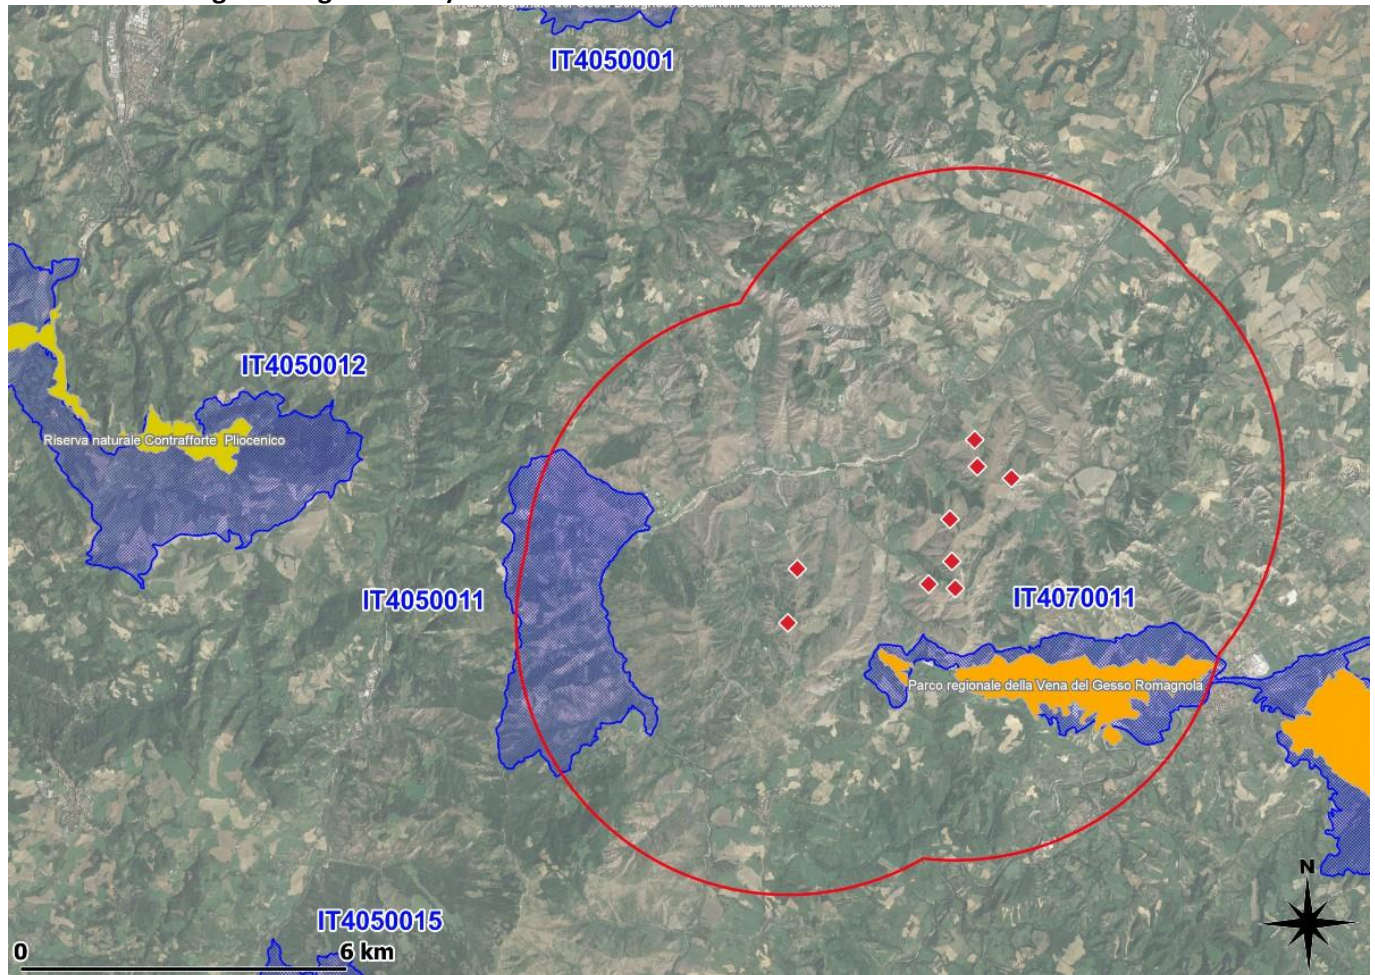 IT4050001
IT4050012
Riserva naturale Contrafforte Pliocenico
IT4050011
IT4070011
Parco regionale della Vena del Gesso Romagnola
N
IT4050015
0 6 km